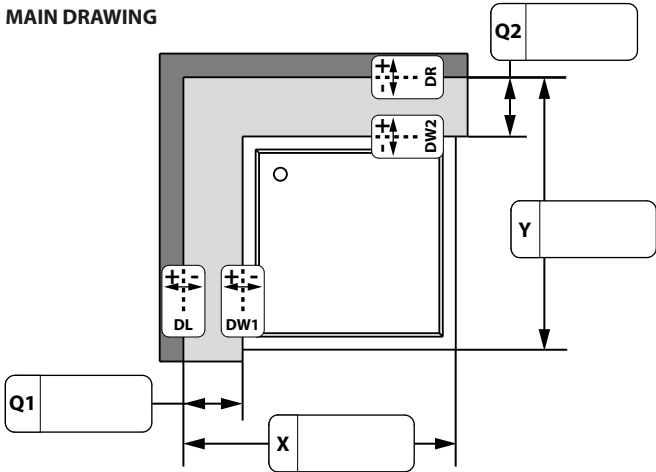 MAIN DRAWING
Q2
+
-
DR
+
-
DW2
Y
+ -
DL
+ -
DW1
Q1
X